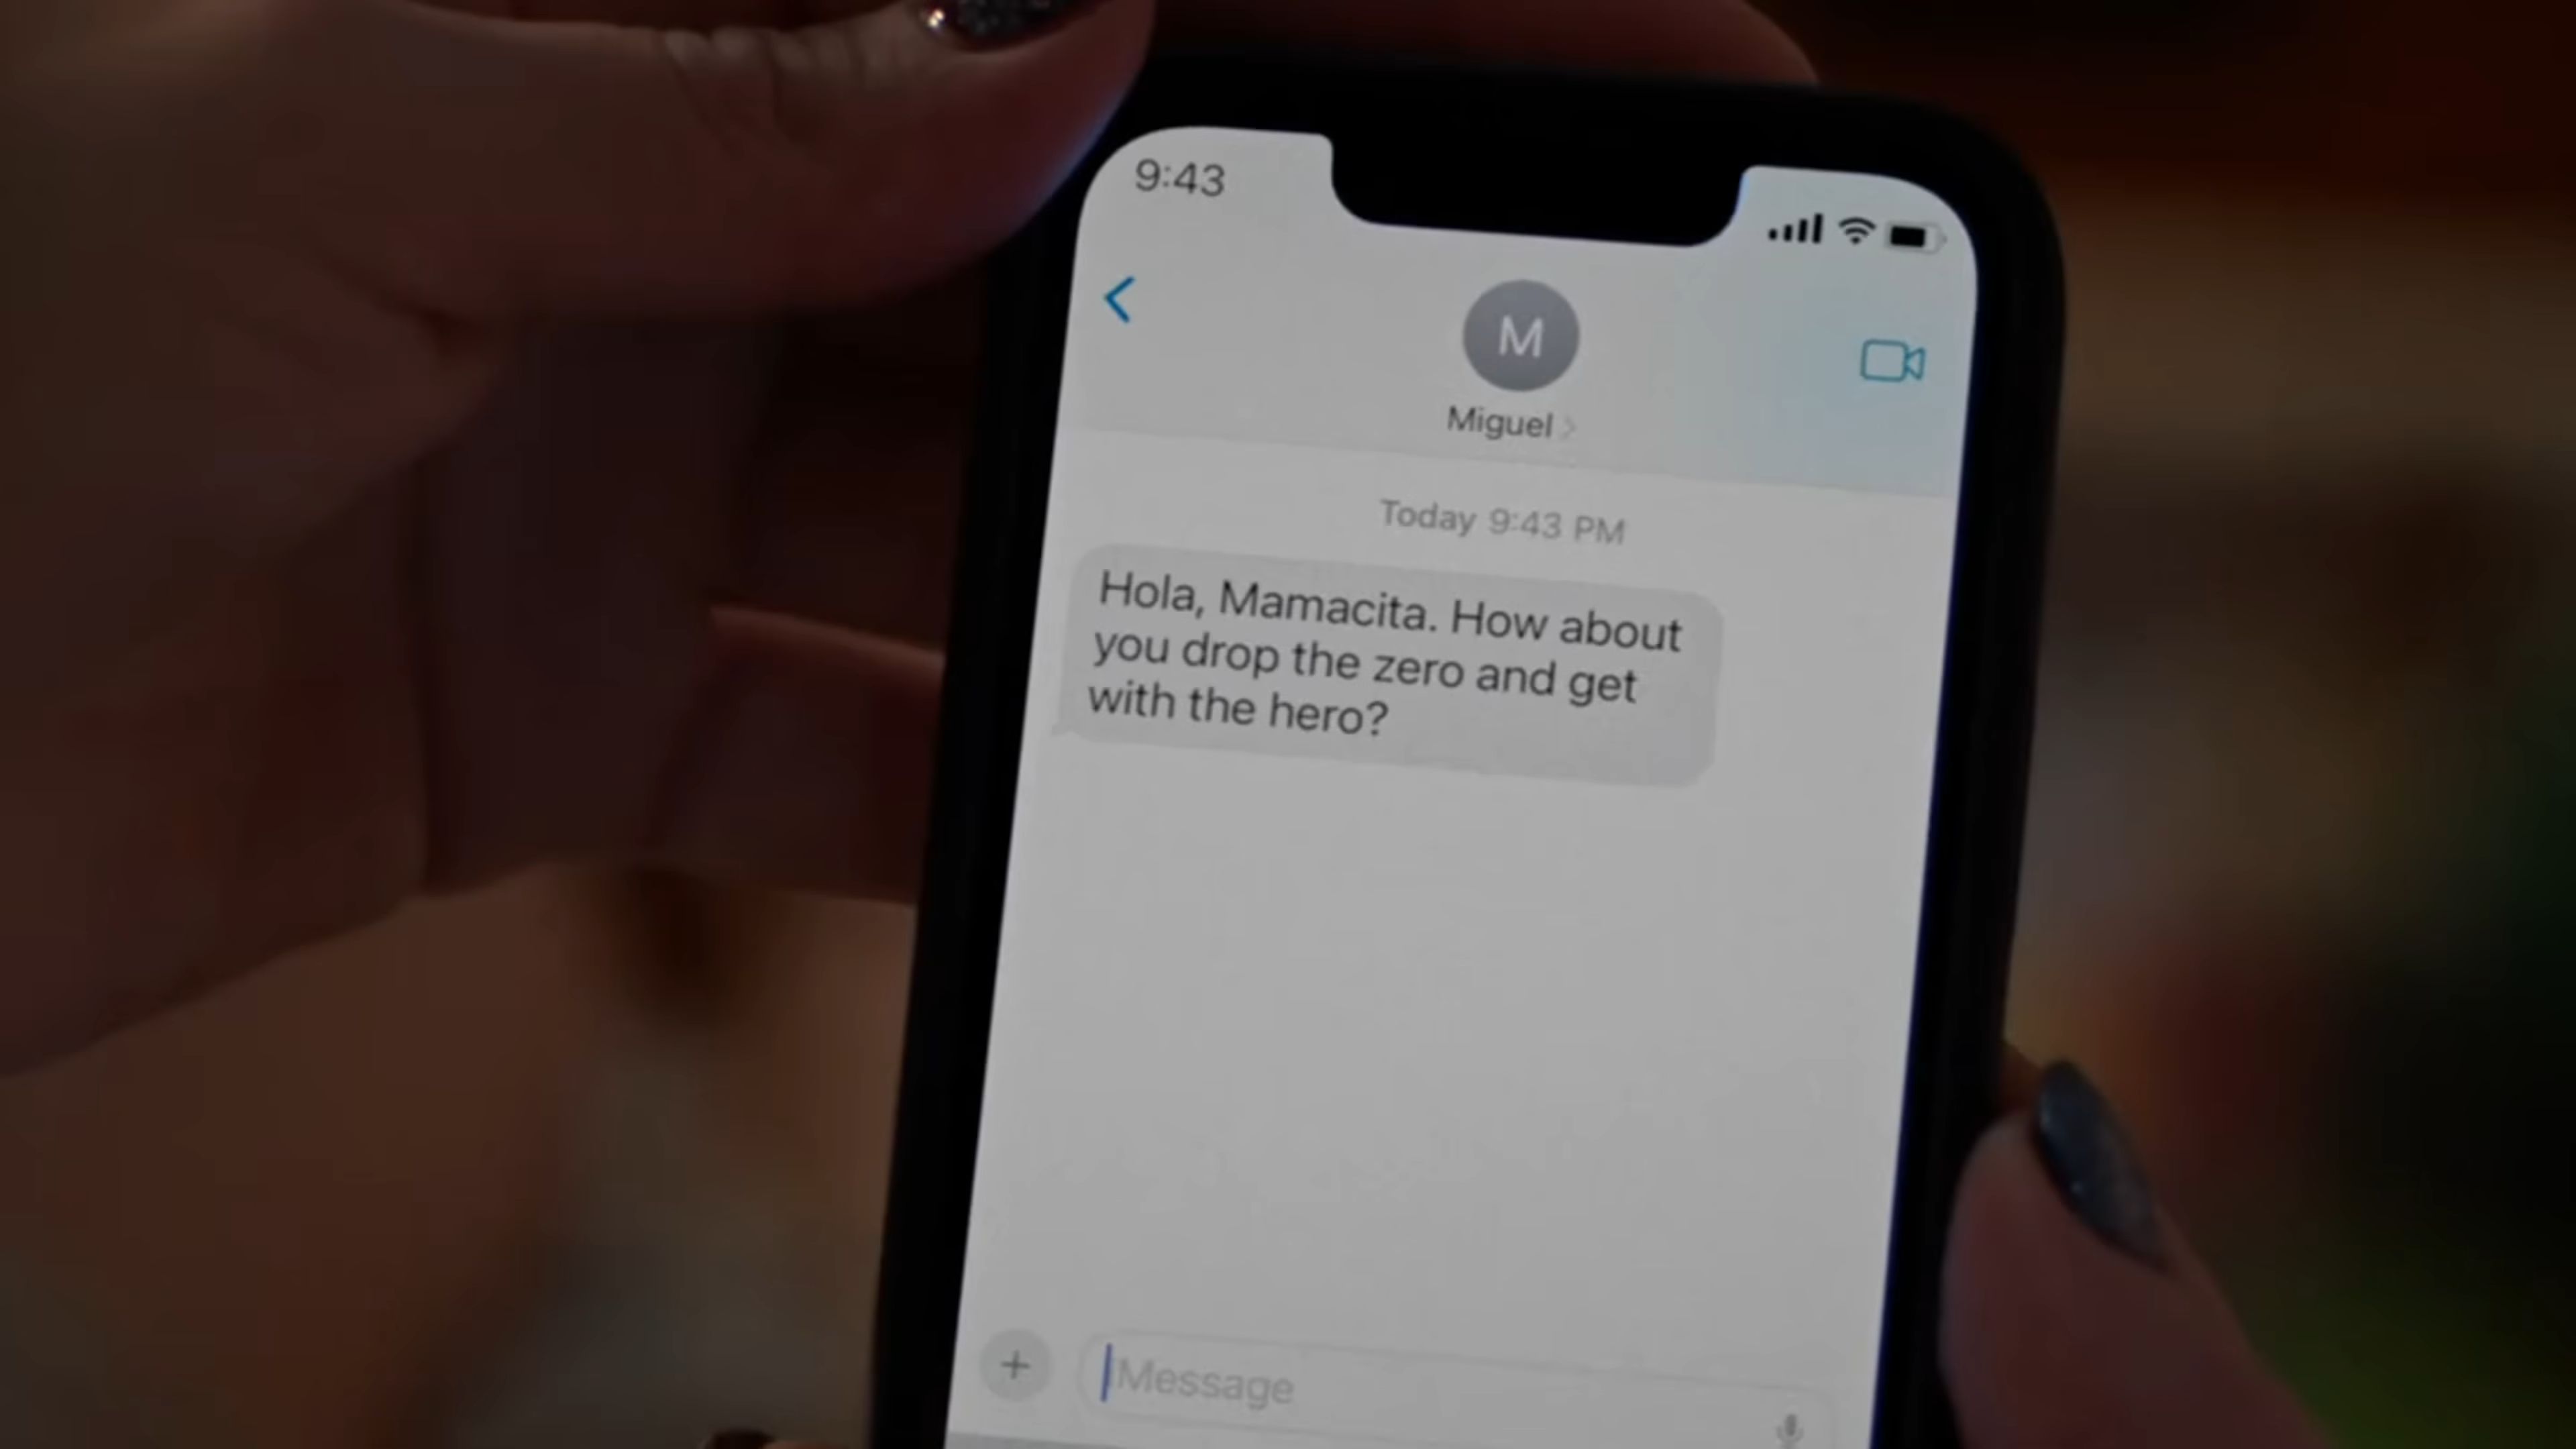 9:43
M
Miguel
Today 9:43 PM
Hola, Mamacita. How about
you drop the zero and get
with the hero?
iMessage